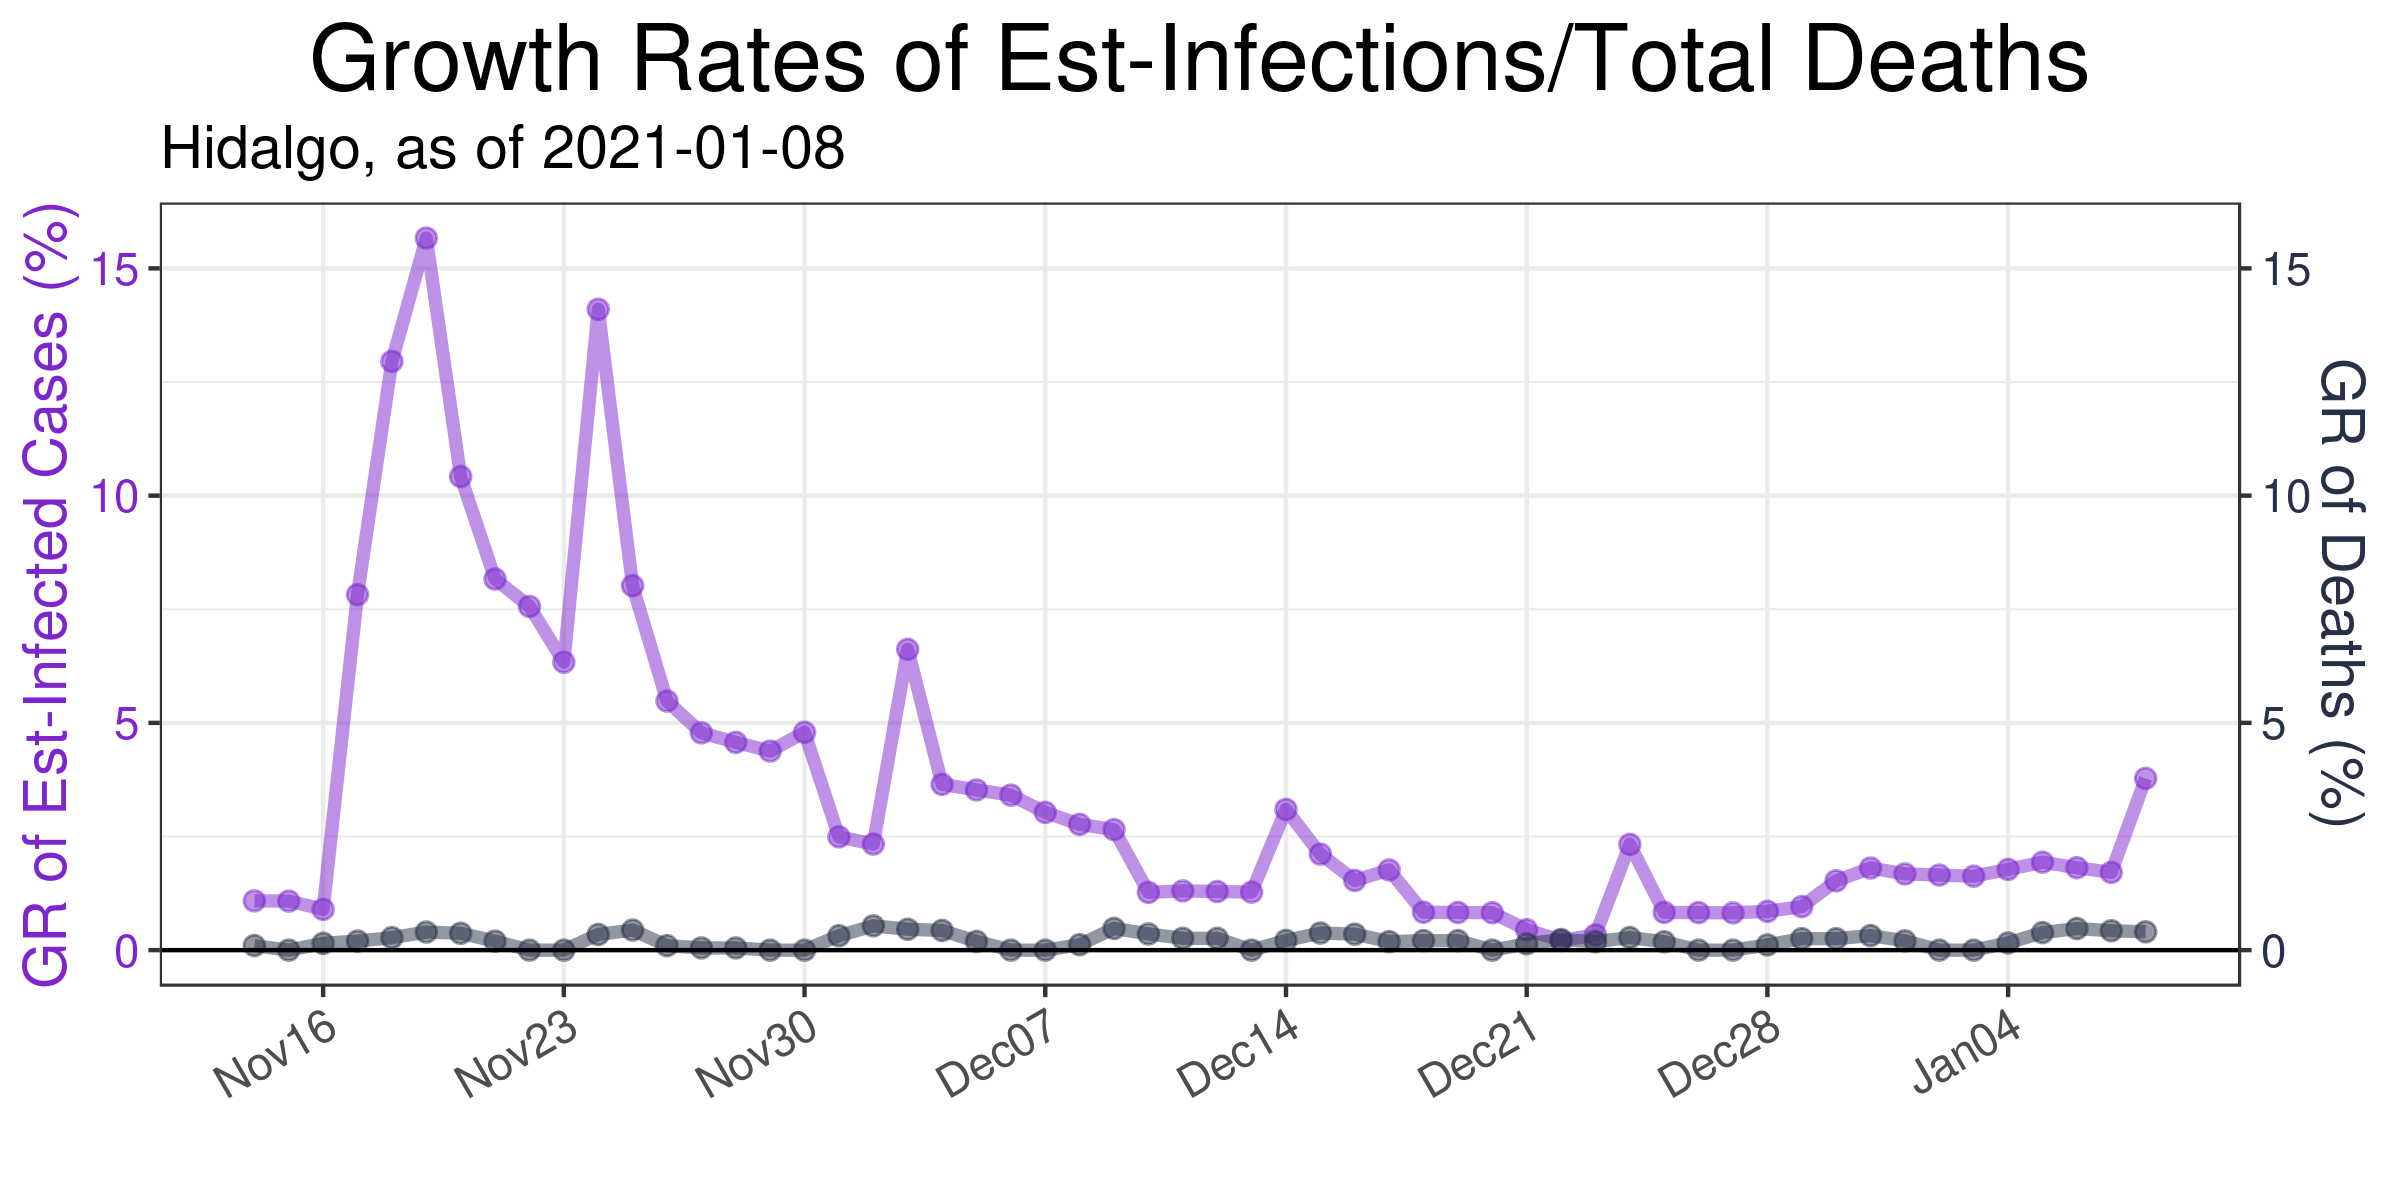 Growth Rates of Est-Infections/Total Deaths
Hidalgo, as of 2021-01-08
GR of Est-Infected Cases (%)
15
10
5
0
15
10
5
0
GR of Deaths (%)
Nov16
Nov23
Nov30
Dec07
Dec14
Dec21
Dec28
Jan04